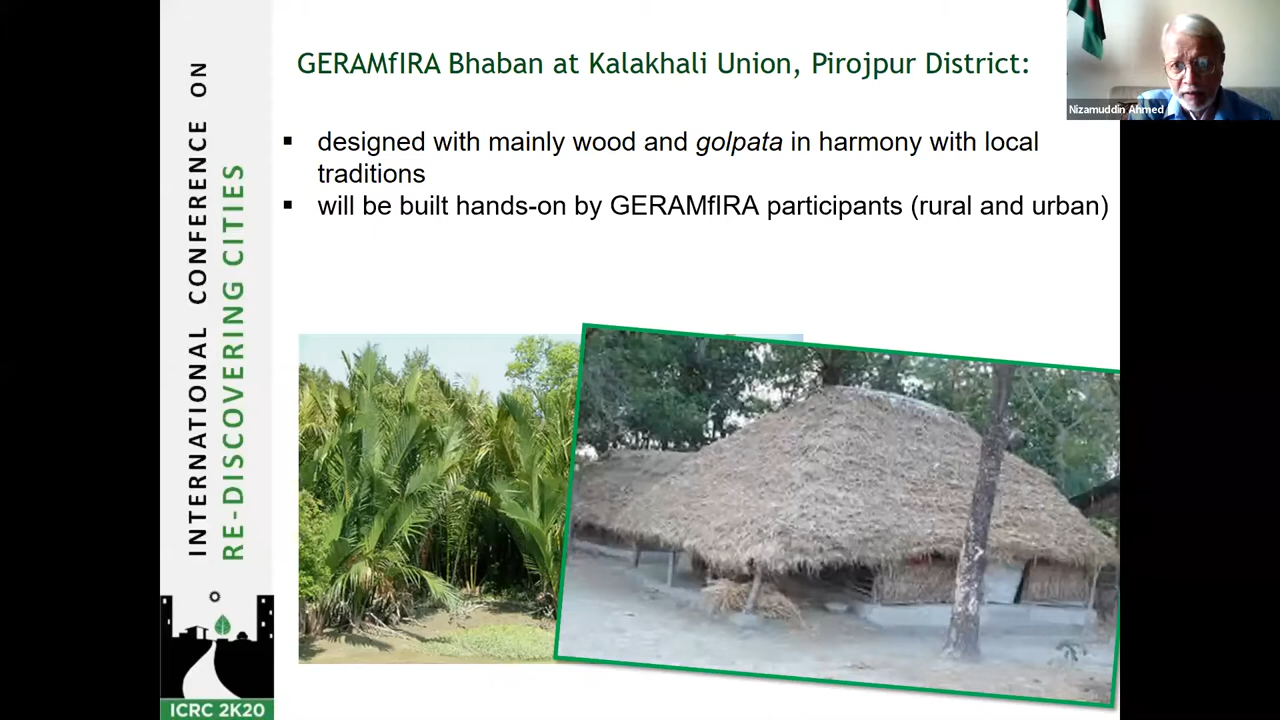 INTERNATIONAL CONFERENCE ON
RE-DISCOVERING CITIES
ICRC 2K20
GERAMfIRA Bhaban at Kalakhali Union, Pirojpur District:
▪ designed with mainly wood and golpata in harmony with local
traditions
▪ will be built hands-on by GERAMfIRA participants (rural and urban)
Nizamuddin Ahmed